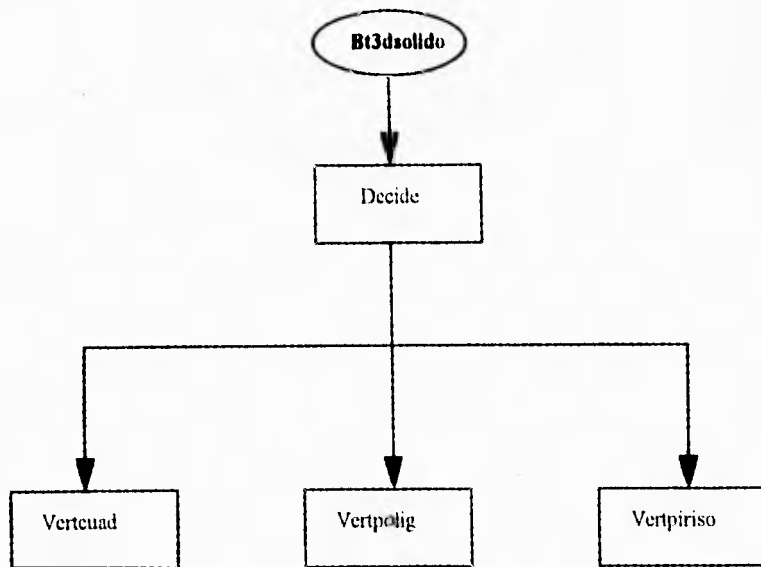 Bt3dsolido
Decide
Vertcuad
Vertpolig
Vertpiriso